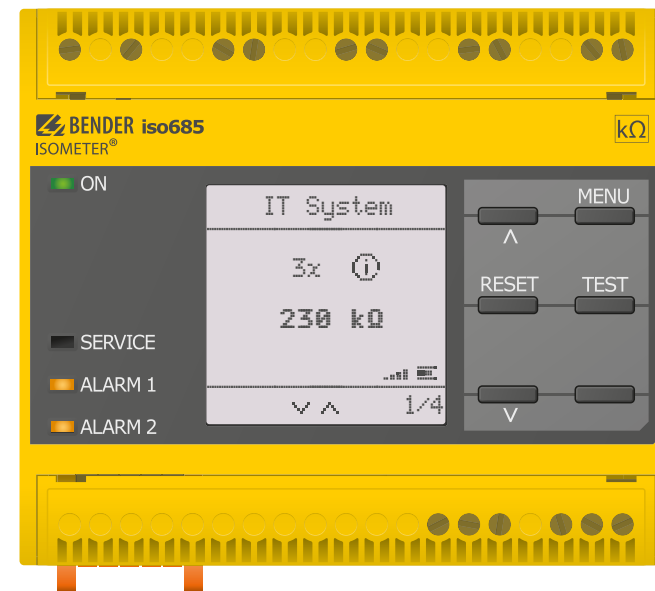 BENDER iso685
ISOMETER®
kΩ
ON
SERVICE
ALARM 1
ALARM 2
IT System
3x
230 kΩ
1/4
MENU
RESET
TEST